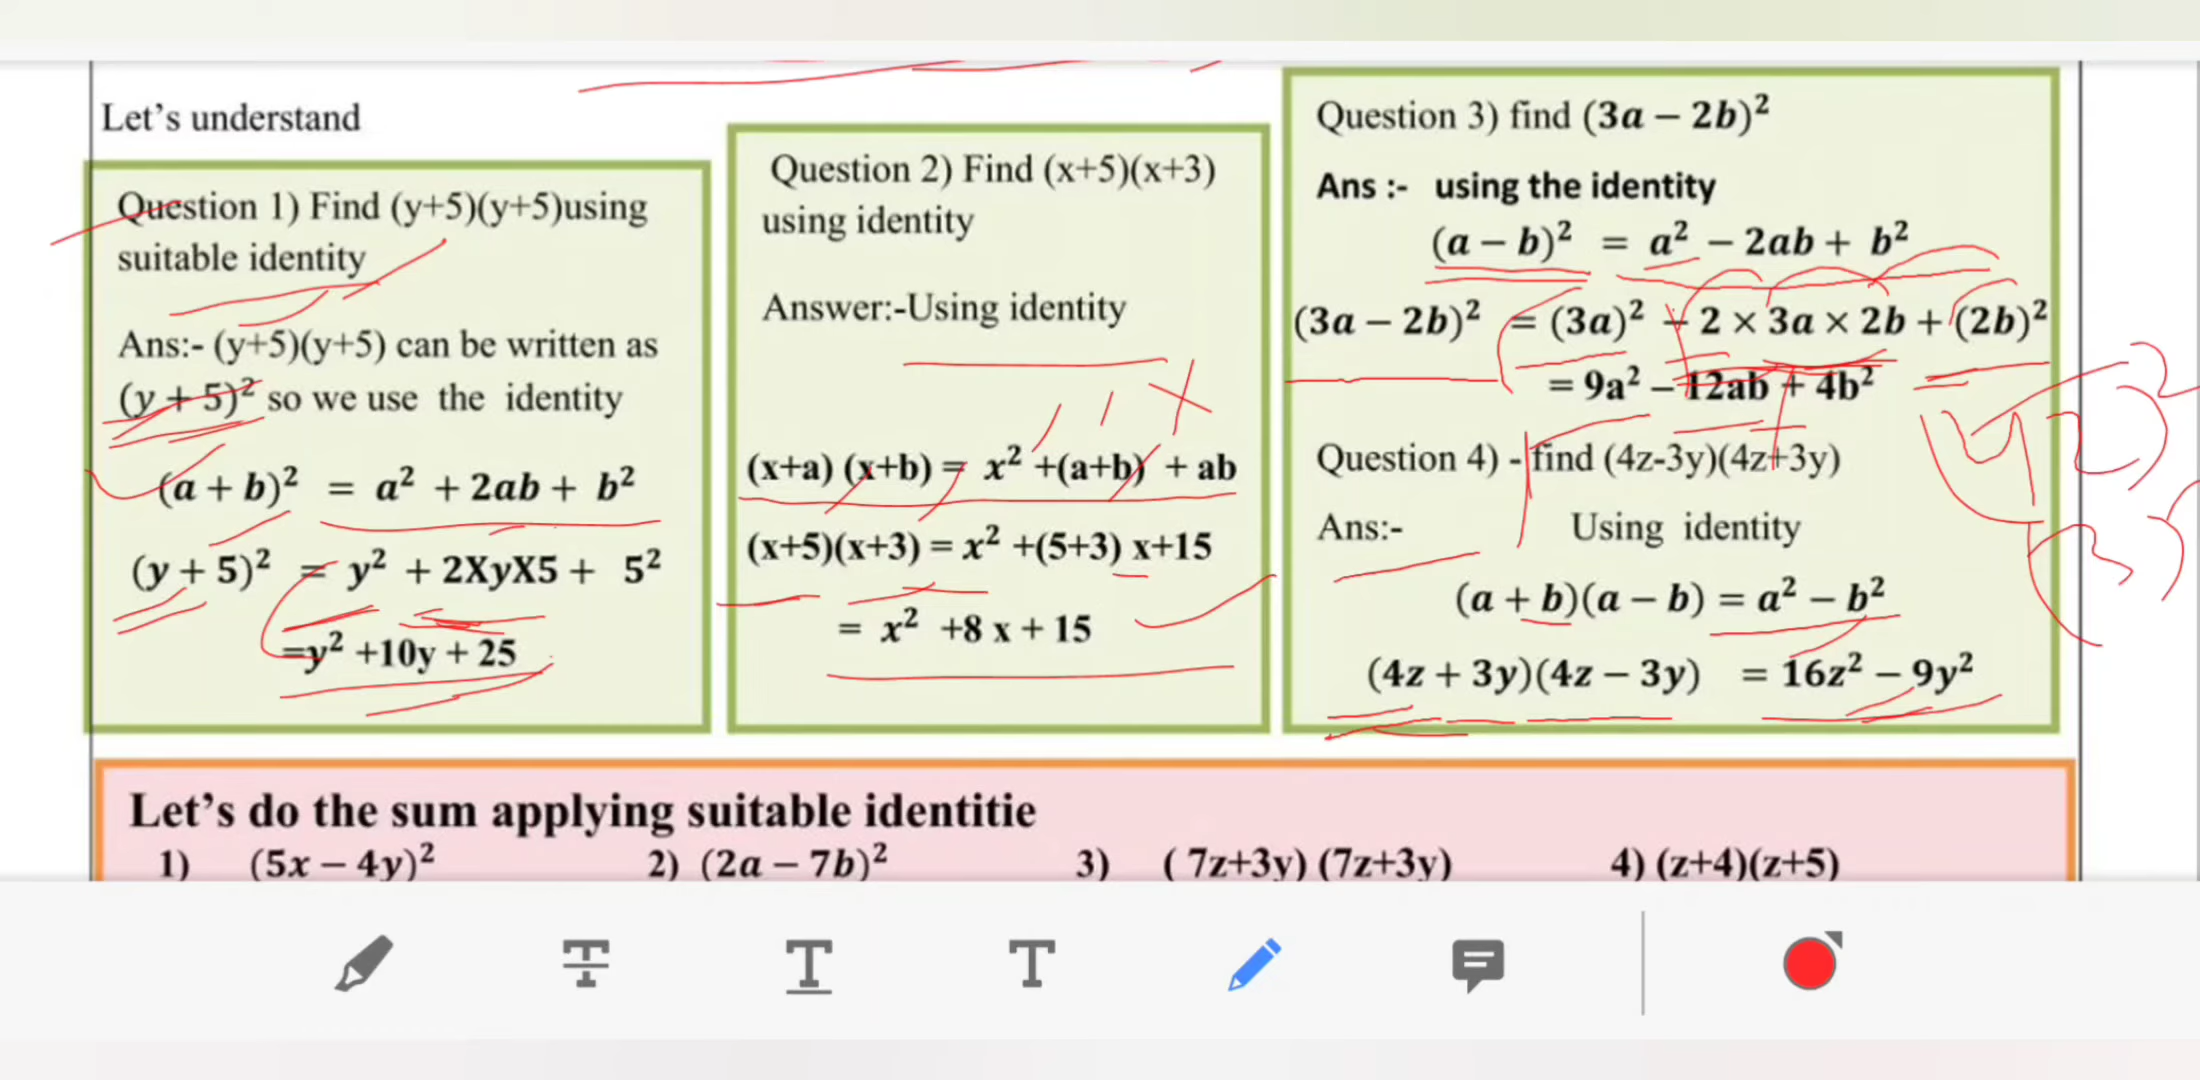 Let's understand
Question 1) Find (y+5)(y+5)using
suitable identity
Ans:- (y+5)(y+5) can be written as
(y + 5)² so we use the identity
(a + b)² = a² + 2ab + b²
(y + 5)² = y² + 2XyX5 + 5²
=y² +10y + 25
Question 2) Find (x+5)(x+3)
using identity
Answer:-Using identity
(x+a) (x+b) = x² +(a+b) + ab
(x+5)(x+3) = x² +(5+3) x+15
= x² +8 x + 15
Question 3) find (3a – 2b)²
Ans :- using the identity
(a – b)² = a² – 2ab + b²
(3a – 2b)² = (3a)² – 2 × 3a × 2b + (2b)²
= 9a² – 12ab + 4b²
Question 4) - find (4z-3y)(4z+3y)
Ans:- Using identity
(a + b)(a – b) = a² – b²
(4z + 3y)(4z – 3y) = 16z² – 9y²
Let's do the sum applying suitable identitie
1) (5x – 4y)² 2) (2a – 7b)² 3) ( 7z+3y) (7z+3y) 4) (z+4)(z+5)